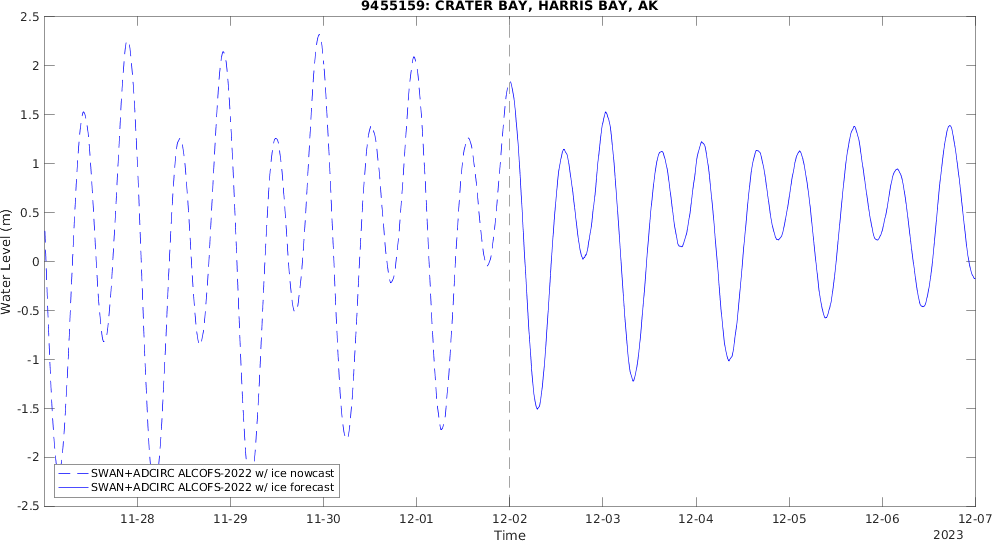 9455159: CRATER BAY, HARRIS BAY, AK
2.5
2
1.5
1
0.5
0
-0.5
-1
-1.5
-2
-2.5
Water Level (m)
SWAN+ADCIRC ALCOFS-2022 w/ ice nowcast
SWAN+ADCIRC ALCOFS-2022 w/ ice forecast
11-28 11-29 11-30 12-01 12-02 12-03 12-04 12-05 12-06 12-07
Time
2023